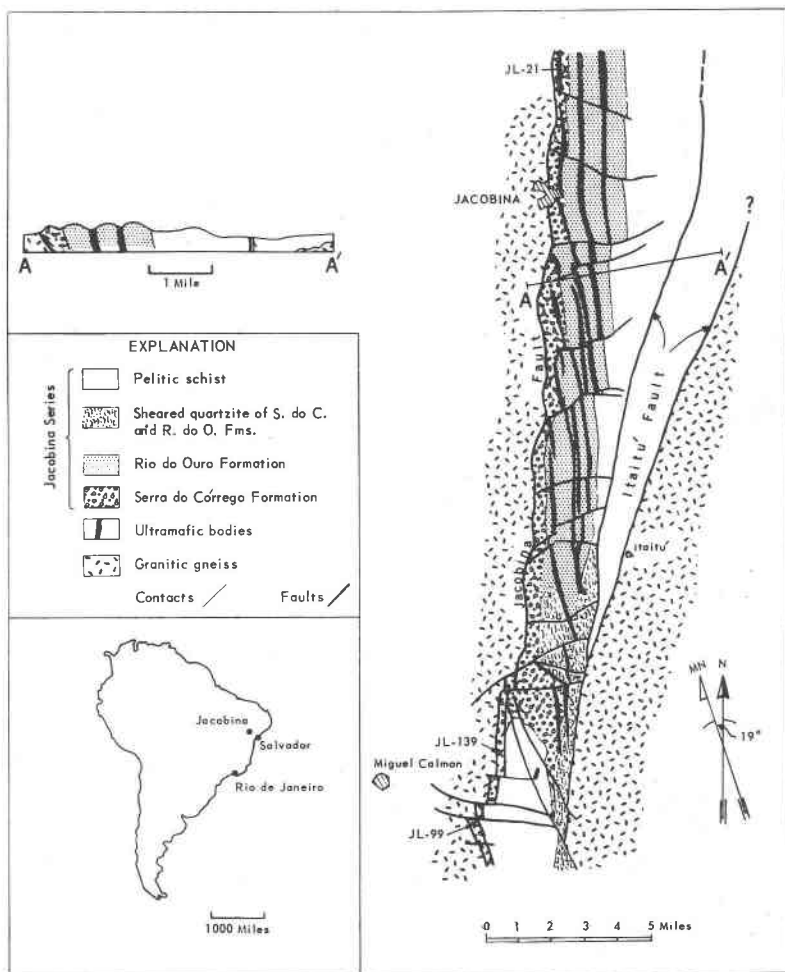 A
A'
1 Mile
EXPLANATION
Jacobina Series
Pelitic schist
Sheared quartzite of S. do C.
and R. do O. Fms.
Rio do Ouro Formation
Serra do Córrego Formation
Ultramafic bodies
Granitic gneiss
Contacts
Faults
Jacobina
Salvador
Rio de Janeiro
1000 Miles
JL-21
JACOBINA
?
A
A'
Jacobina Fault
Itaitu' Fault
Itaitu'
JL-139
Miguel Calmon
JL-99
MN N
19°
0 1 2 3 4 5 Miles